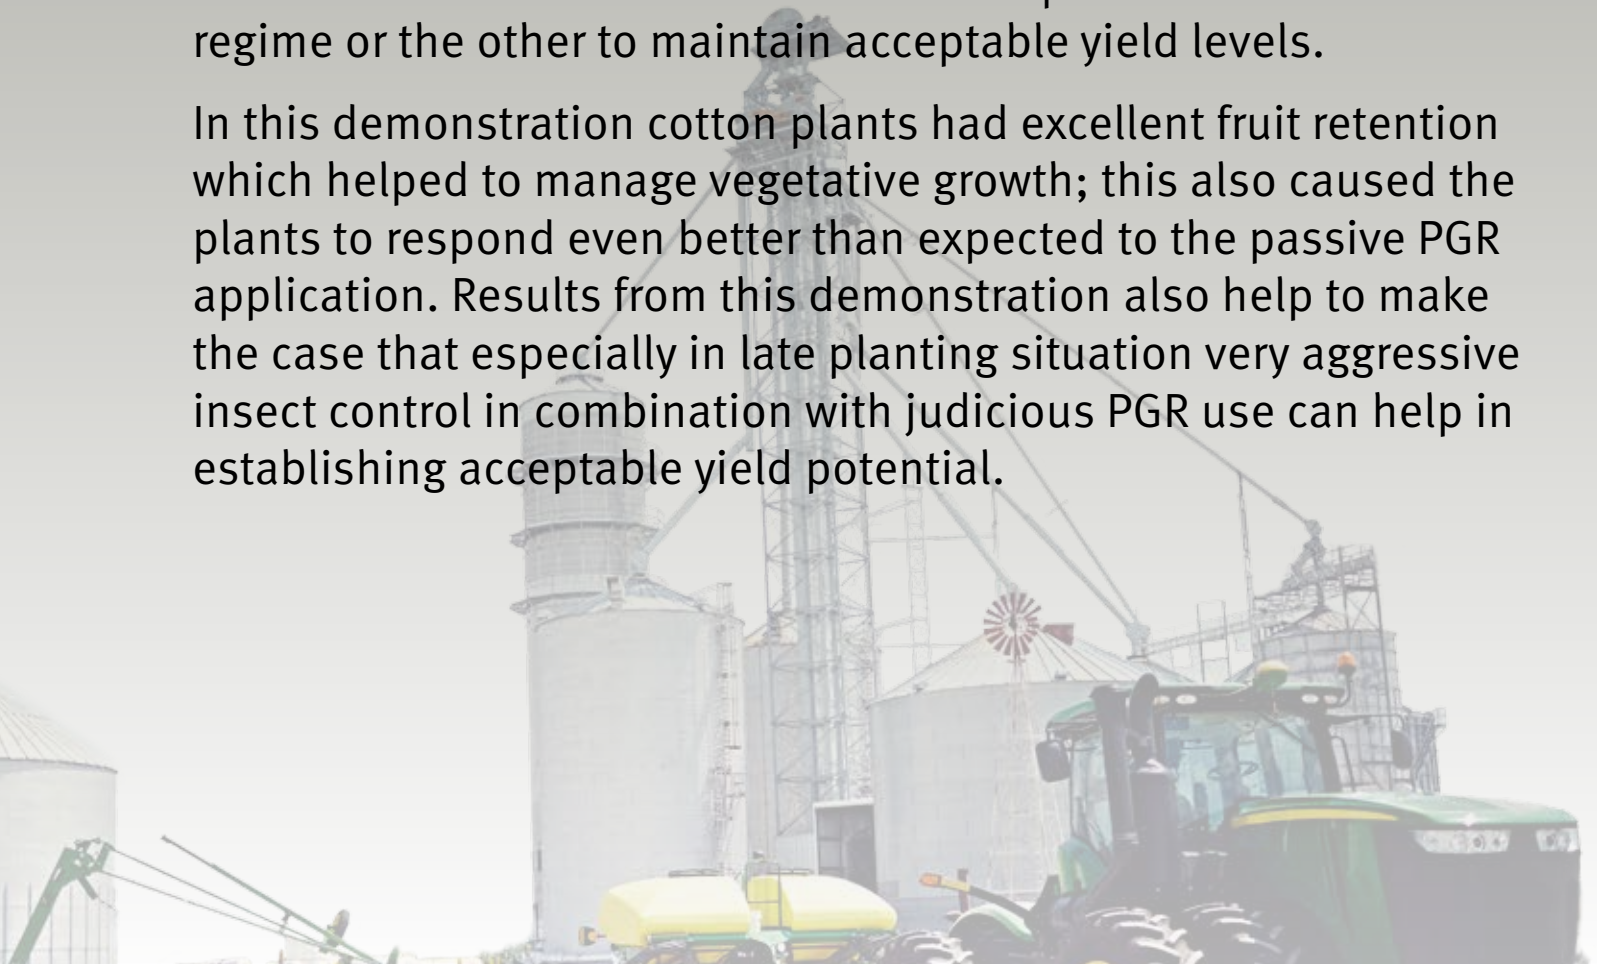 regime or the other to maintain acceptable yield levels.
In this demonstration cotton plants had excellent fruit retention
which helped to manage vegetative growth; this also caused the
plants to respond even better than expected to the passive PGR
application. Results from this demonstration also help to make
the case that especially in late planting situation very aggressive
insect control in combination with judicious PGR use can help in
establishing acceptable yield potential.